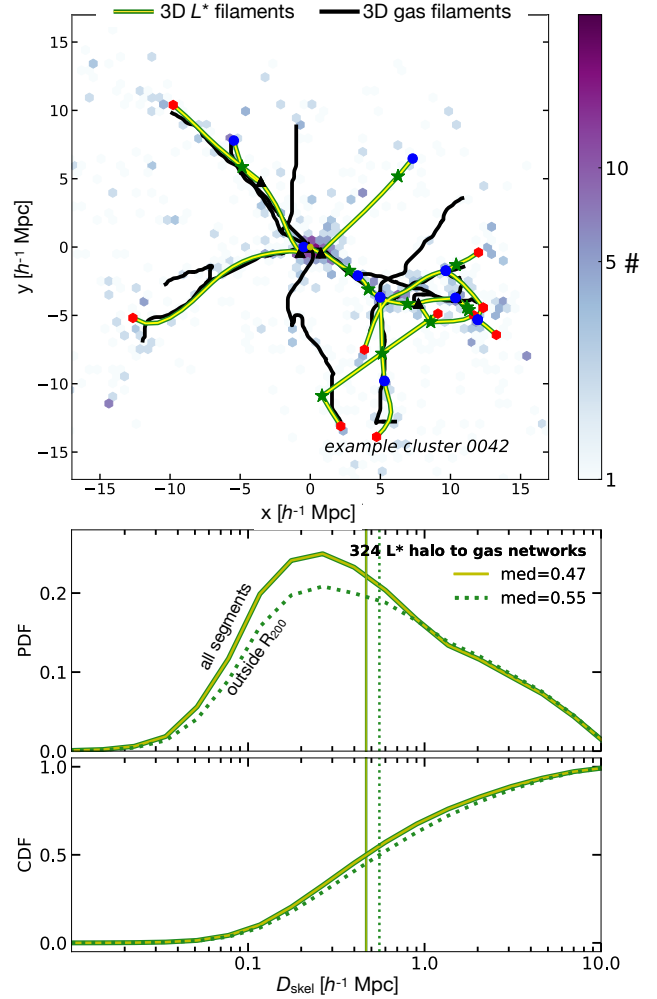 3D L* filaments 3D gas filaments
15
10
5
0
−5
−10
−15
y [h⁻¹ Mpc]
example cluster 0042
−15 −10 −5 0 5 10 15
x [h⁻¹ Mpc]
10
5
1
#
324 L* halo to gas networks
med=0.47
med=0.55
all segments
outside R₂₀₀
0.2
0.1
0.0
PDF
1.0
0.5
0.0
CDF
0.1 1.0 10.0
D_skel [h⁻¹ Mpc]